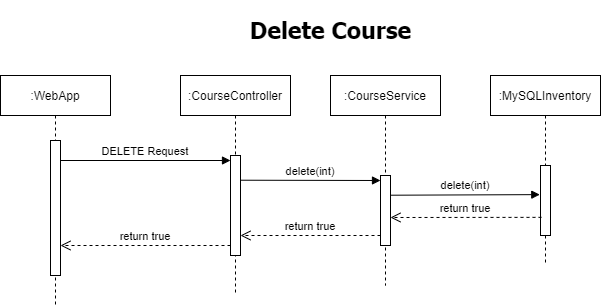 Delete Course
:WebApp
:CourseController
:CourseService
:MySQLInventory
DELETE Request
delete(int)
delete(int)
return true
return true
return true